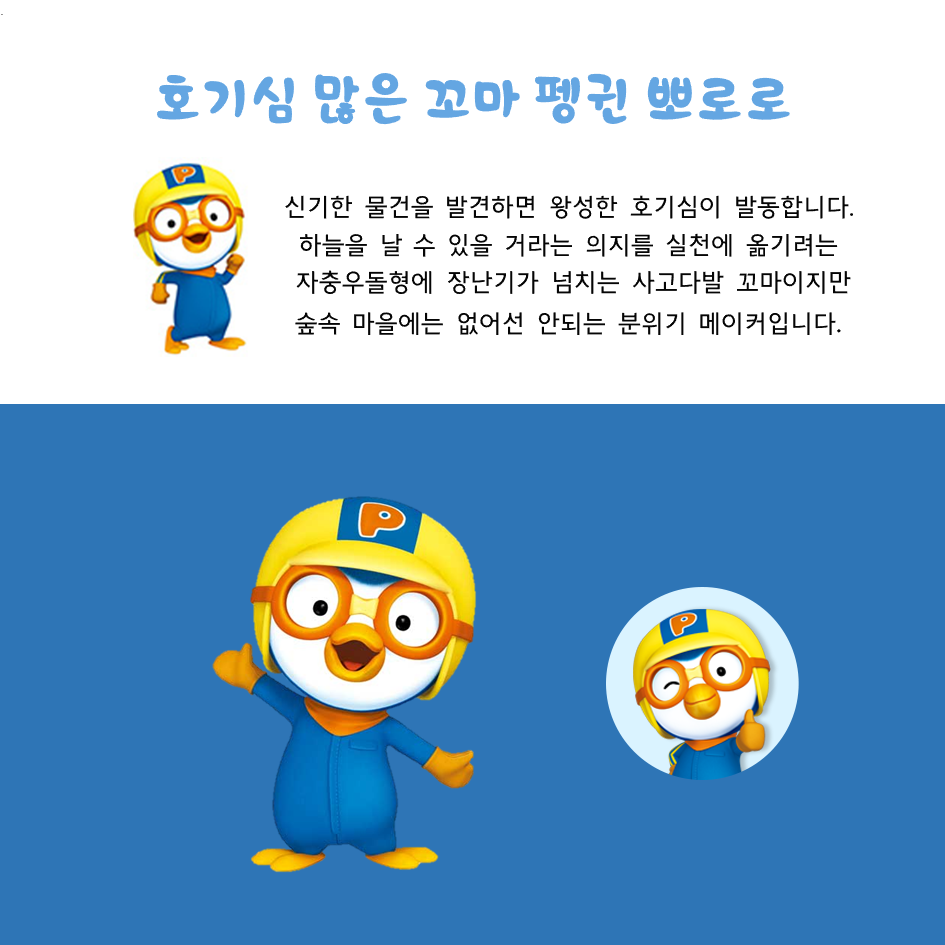 호기심 많은 꼬마 펭귄 뽀로로
P
신기한 물건을 발견하면 왕성한 호기심이 발동합니다.
하늘을 날 수 있을 거라는 의지를 실천에 옮기려는
자충우돌형에 장난기가 넘치는 사고다발 꼬마이지만
숲속 마을에는 없어선 안되는 분위기 메이커입니다.
P
P